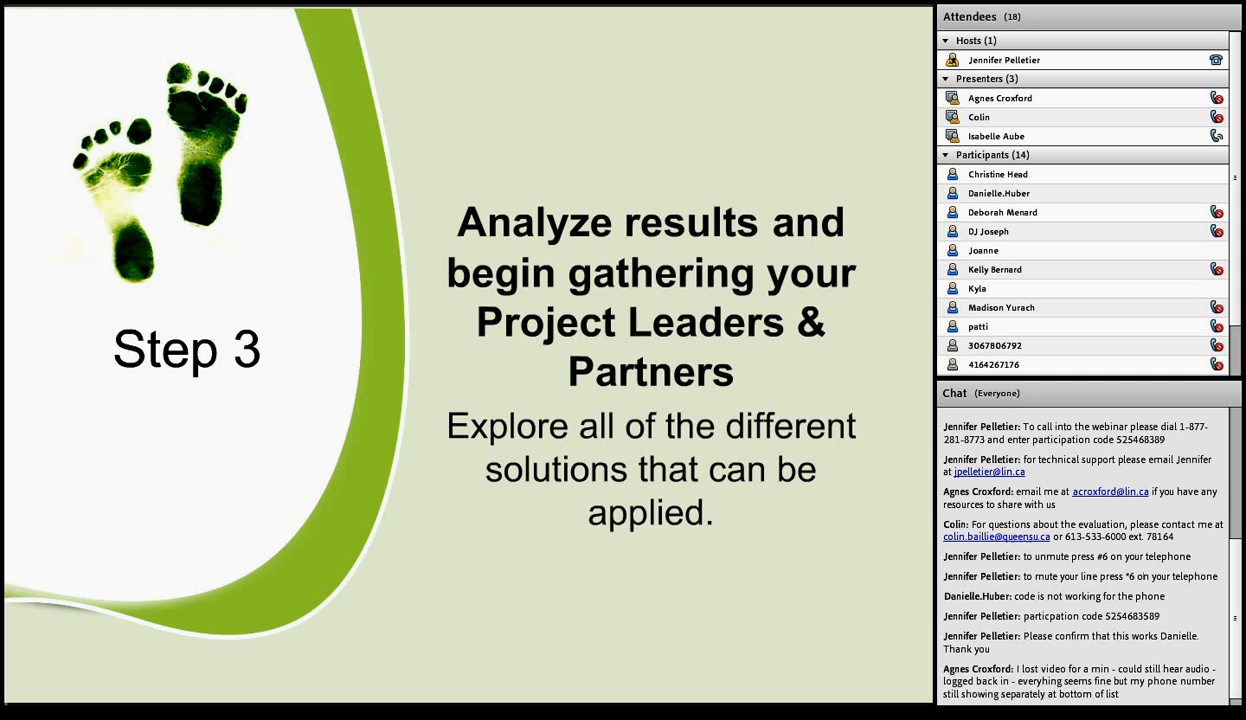 Step 3
Analyze results and
begin gathering your
Project Leaders &
Partners
Explore all of the different
solutions that can be
applied.
Attendees (18)
Hosts (1)
Jennifer Pelletier
Presenters (3)
Agnes Croxford
Colin
Isabelle Aube
Participants (14)
Christine Head
Danielle.Huber
Deborah Menard
DJ Joseph
Joanne
Kelly Bernard
Kyla
Madison Yurach
patti
3067806792
4164267176
Chat (Everyone)
Jennifer Pelletier: To call into the webinar please dial 1-877-
281-8773 and enter participation code 525468389
Jennifer Pelletier: for technical support please email Jennifer
at jpelletier@lin.ca
Agnes Croxford: email me at acroxford@lin.ca if you have any
resources to share with us
Colin: For questions about the evaluation, please contact me at
colin.baillie@queensu.ca or 613-533-6000 ext. 78164
Jennifer Pelletier: to unmute press #6 on your telephone
Jennifer Pelletier: to mute your line press *6 on your telephone
Danielle.Huber: code is not working for the phone
Jennifer Pelletier: particpation code 5254683589
Jennifer Pelletier: Please confirm that this works Danielle.
Thank you
Agnes Croxford: I lost video for a min - could still hear audio -
logged back in - everyhing seems fine but my phone number
still showing separately at bottom of list